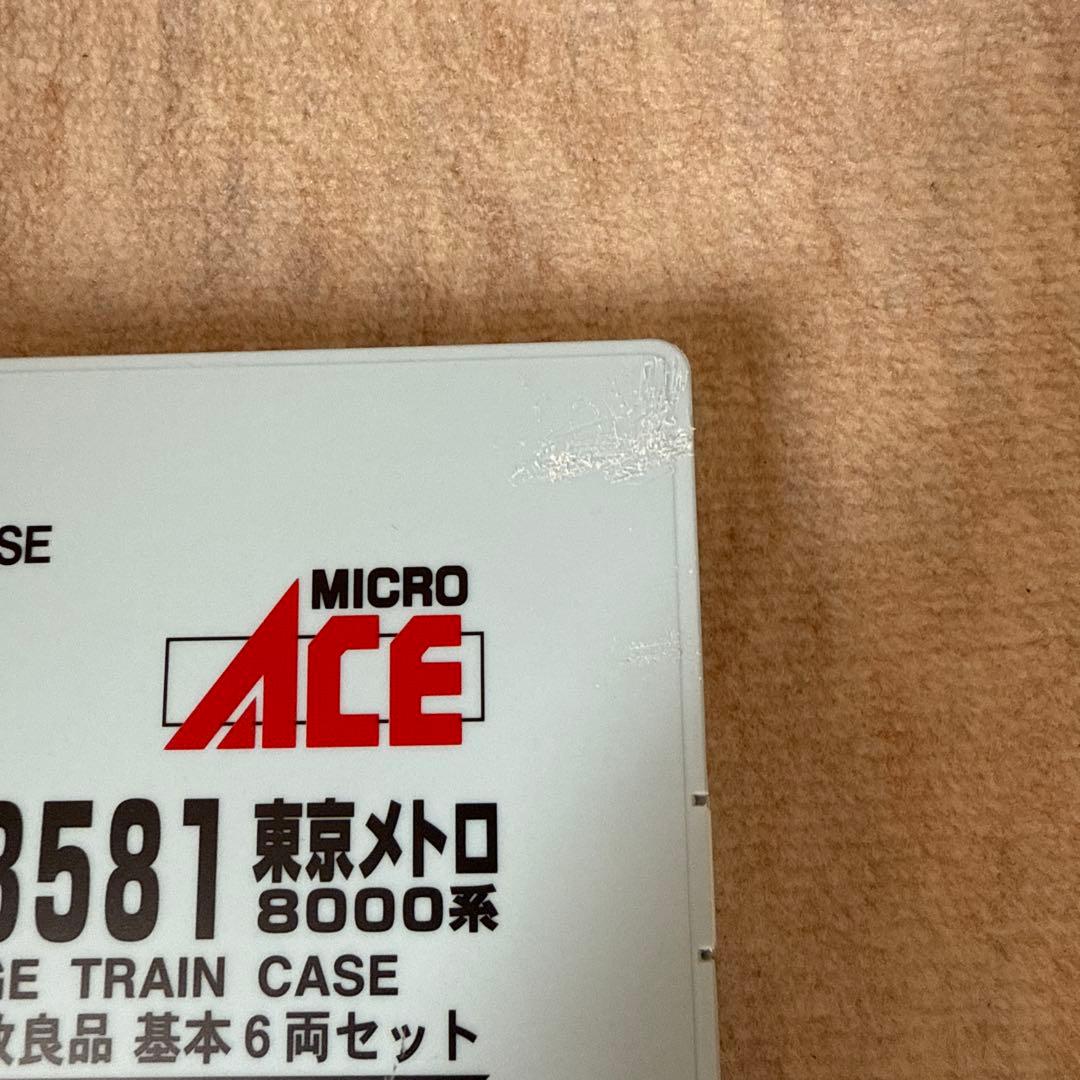 SE
MICRO
ACE
3581 東京メトロ
8000系
GE TRAIN CASE
改良品 基本6両セット